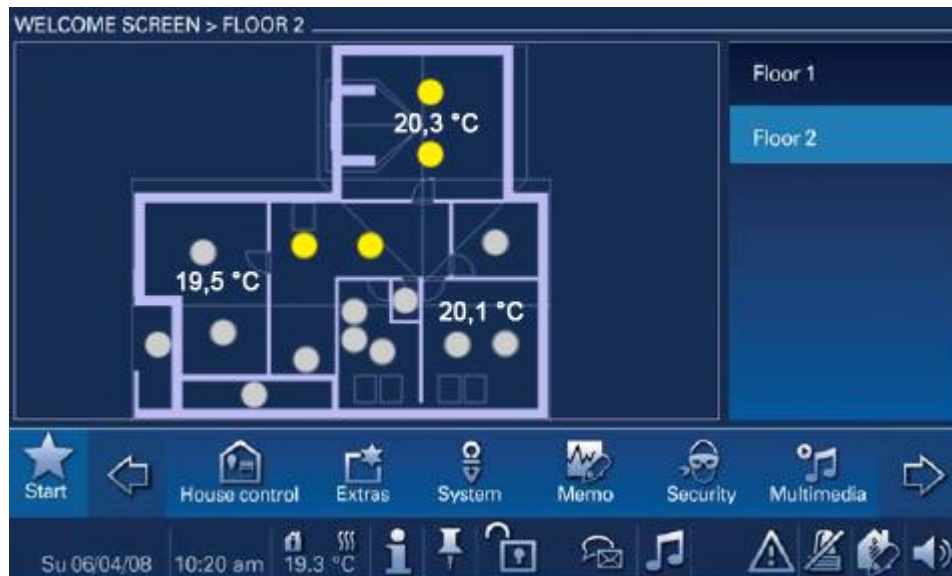 WELCOME SCREEN > FLOOR 2
Floor 1
Floor 2
20,3 °C
19,5 °C
20,1 °C
Start
House control
Extras
System
Memo
Security
Multimedia
Su 06/04/08
10:20 am
19.3 °C